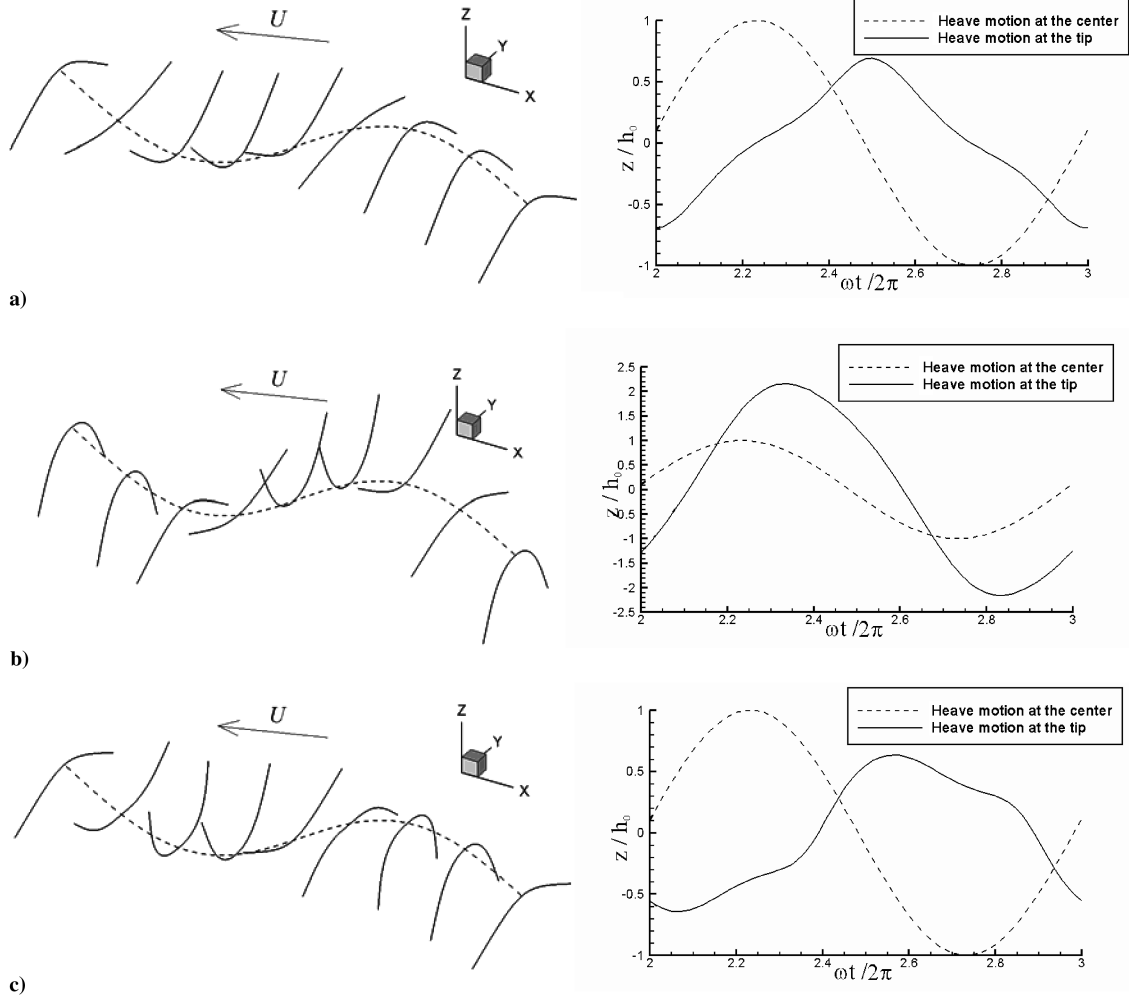 U
Z
Y
X
a)
Heave motion at the center
Heave motion at the tip
z / h₀
1
0.5
0
-0.5
-1
2
2.2
2.4
2.6
2.8
3
ωt /2π
U
Z
Y
X
b)
Heave motion at the center
Heave motion at the tip
z / h₀
2.5
2
1.5
1
0.5
0
-0.5
-1
-1.5
-2
-2.5
2
2.2
2.4
2.6
2.8
3
ωt /2π
U
Z
Y
X
c)
Heave motion at the center
Heave motion at the tip
z / h₀
1
0.5
0
-0.5
-1
2
2.2
2.4
2.6
2.8
3
ωt /2π